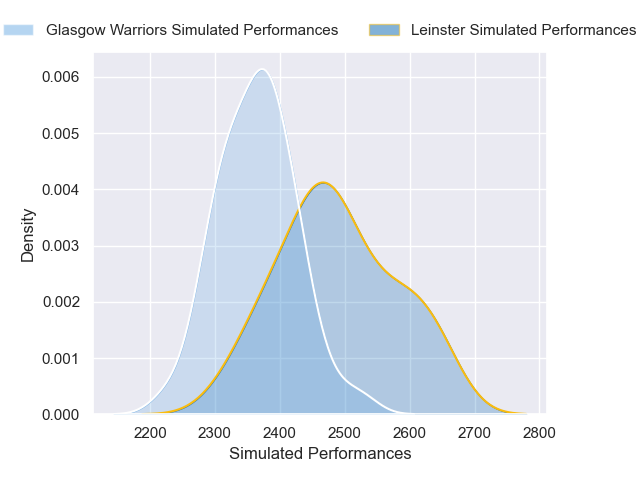 Glasgow Warriors Simulated Performances Leinster Simulated Performances
0.006
0.005
0.004
0.003
0.002
0.001
0.000
Density
2200 2300 2400 2500 2600 2700 2800
Simulated Performances